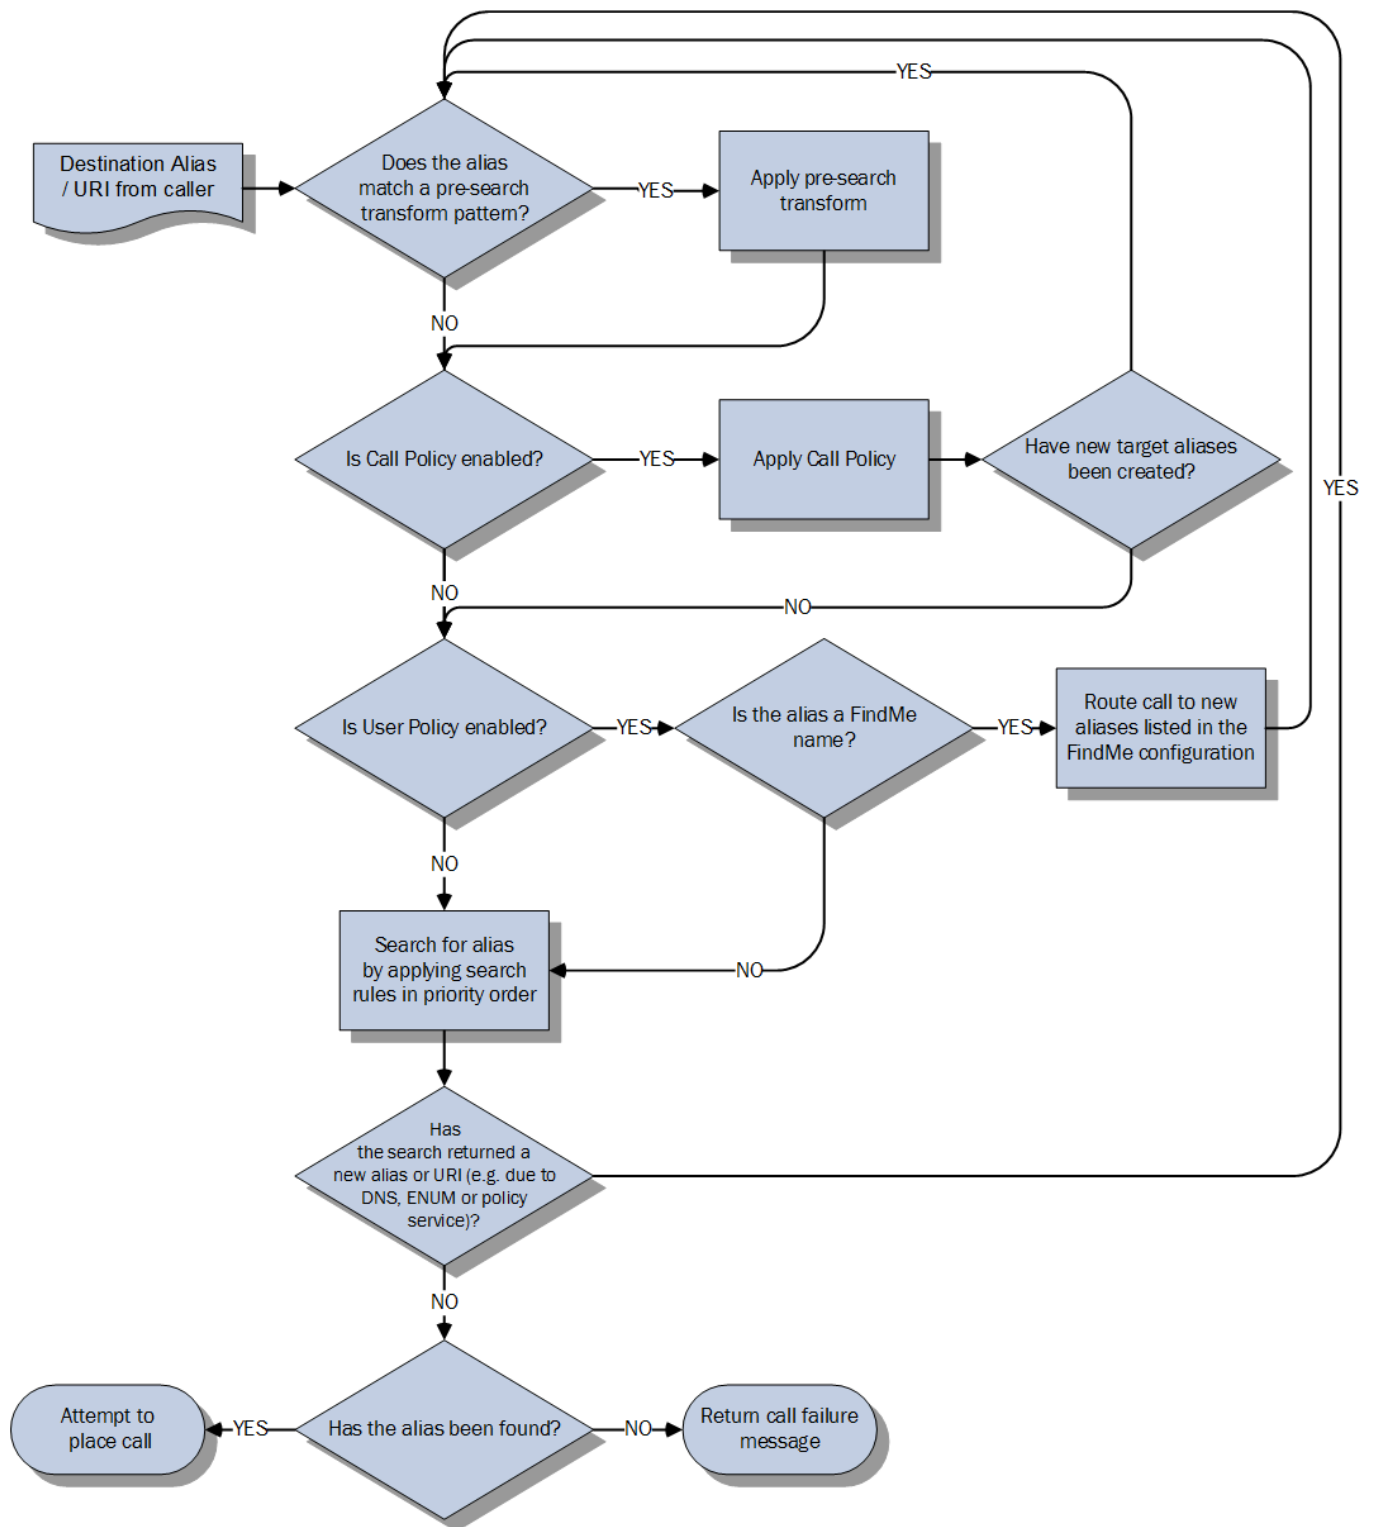 YES
Destination Alias
/ URI from caller
Does the alias
match a pre-search
transform pattern?
YES
Apply pre-search
transform
NO
Is Call Policy enabled?
YES
Apply Call Policy
Have new target aliases
been created?
YES
NO
NO
Is User Policy enabled?
YES
Is the alias a FindMe
name?
YES
Route call to new
aliases listed in the
FindMe configuration
NO
Search for alias
by applying search
rules in priority order
NO
Has
the search returned a
new alias or URI (e.g. due to
DNS, ENUM or policy
service)?
NO
Attempt to
place call
YES
Has the alias been found?
NO
Return call failure
message